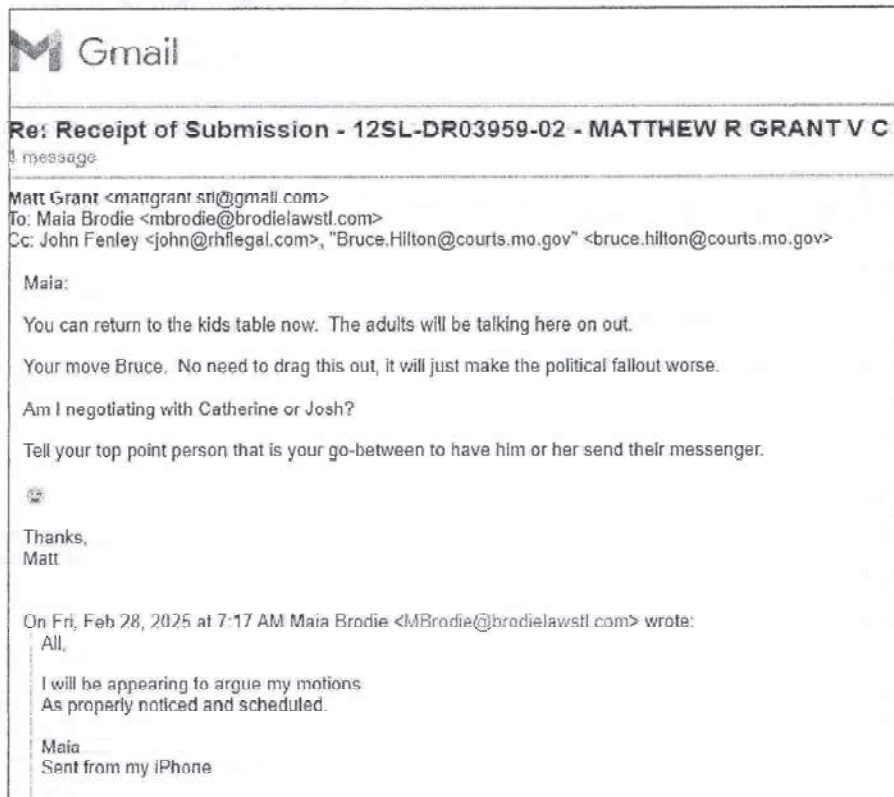 Gmail
Re: Receipt of Submission - 12SL-DR03959-02 - MATTHEW R GRANT V C
1 message
Matt Grant <mattgrant.stl@gmail.com>
To: Maia Brodie <mbrodie@brodielawstl.com>
Cc: John Fenley <john@rhflegal.com>, "Bruce.Hilton@courts.mo.gov" <bruce.hilton@courts.mo.gov>
Maia:
You can return to the kids table now. The adults will be talking here on out.
Your move Bruce. No need to drag this out, it will just make the political fallout worse.
Am I negotiating with Catherine or Josh?
Tell your top point person that is your go-between to have him or her send their messenger.
Thanks,
Matt
On Fri, Feb 28, 2025 at 7:17 AM Maia Brodie <MBrodie@brodielawstl.com> wrote:
All,
I will be appearing to argue my motions
As properly noticed and scheduled.
Maia
Sent from my iPhone